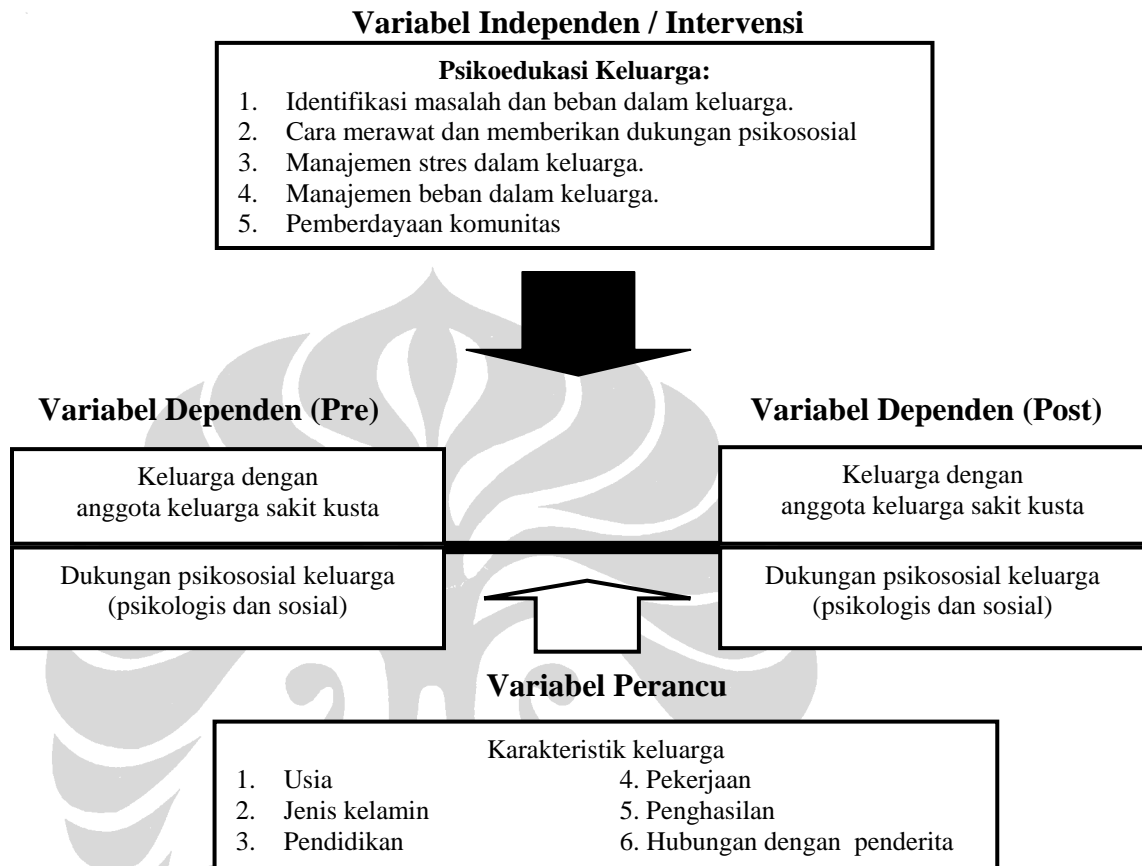 Variabel Independen / Intervensi
Psikoedukasi Keluarga:
1. Identifikasi masalah dan beban dalam keluarga.
2. Cara merawat dan memberikan dukungan psikososial
3. Manajemen stres dalam keluarga.
4. Manajemen beban dalam keluarga.
5. Pemberdayaan komunitas
Variabel Dependen (Pre)
Keluarga dengan
anggota keluarga sakit kusta
Dukungan psikososial keluarga
(psikologis dan sosial)
Variabel Dependen (Post)
Keluarga dengan
anggota keluarga sakit kusta
Dukungan psikososial keluarga
(psikologis dan sosial)
Variabel Perancu
Karakteristik keluarga
1. Usia
2. Jenis kelamin
3. Pendidikan
4. Pekerjaan
5. Penghasilan
6. Hubungan dengan penderita